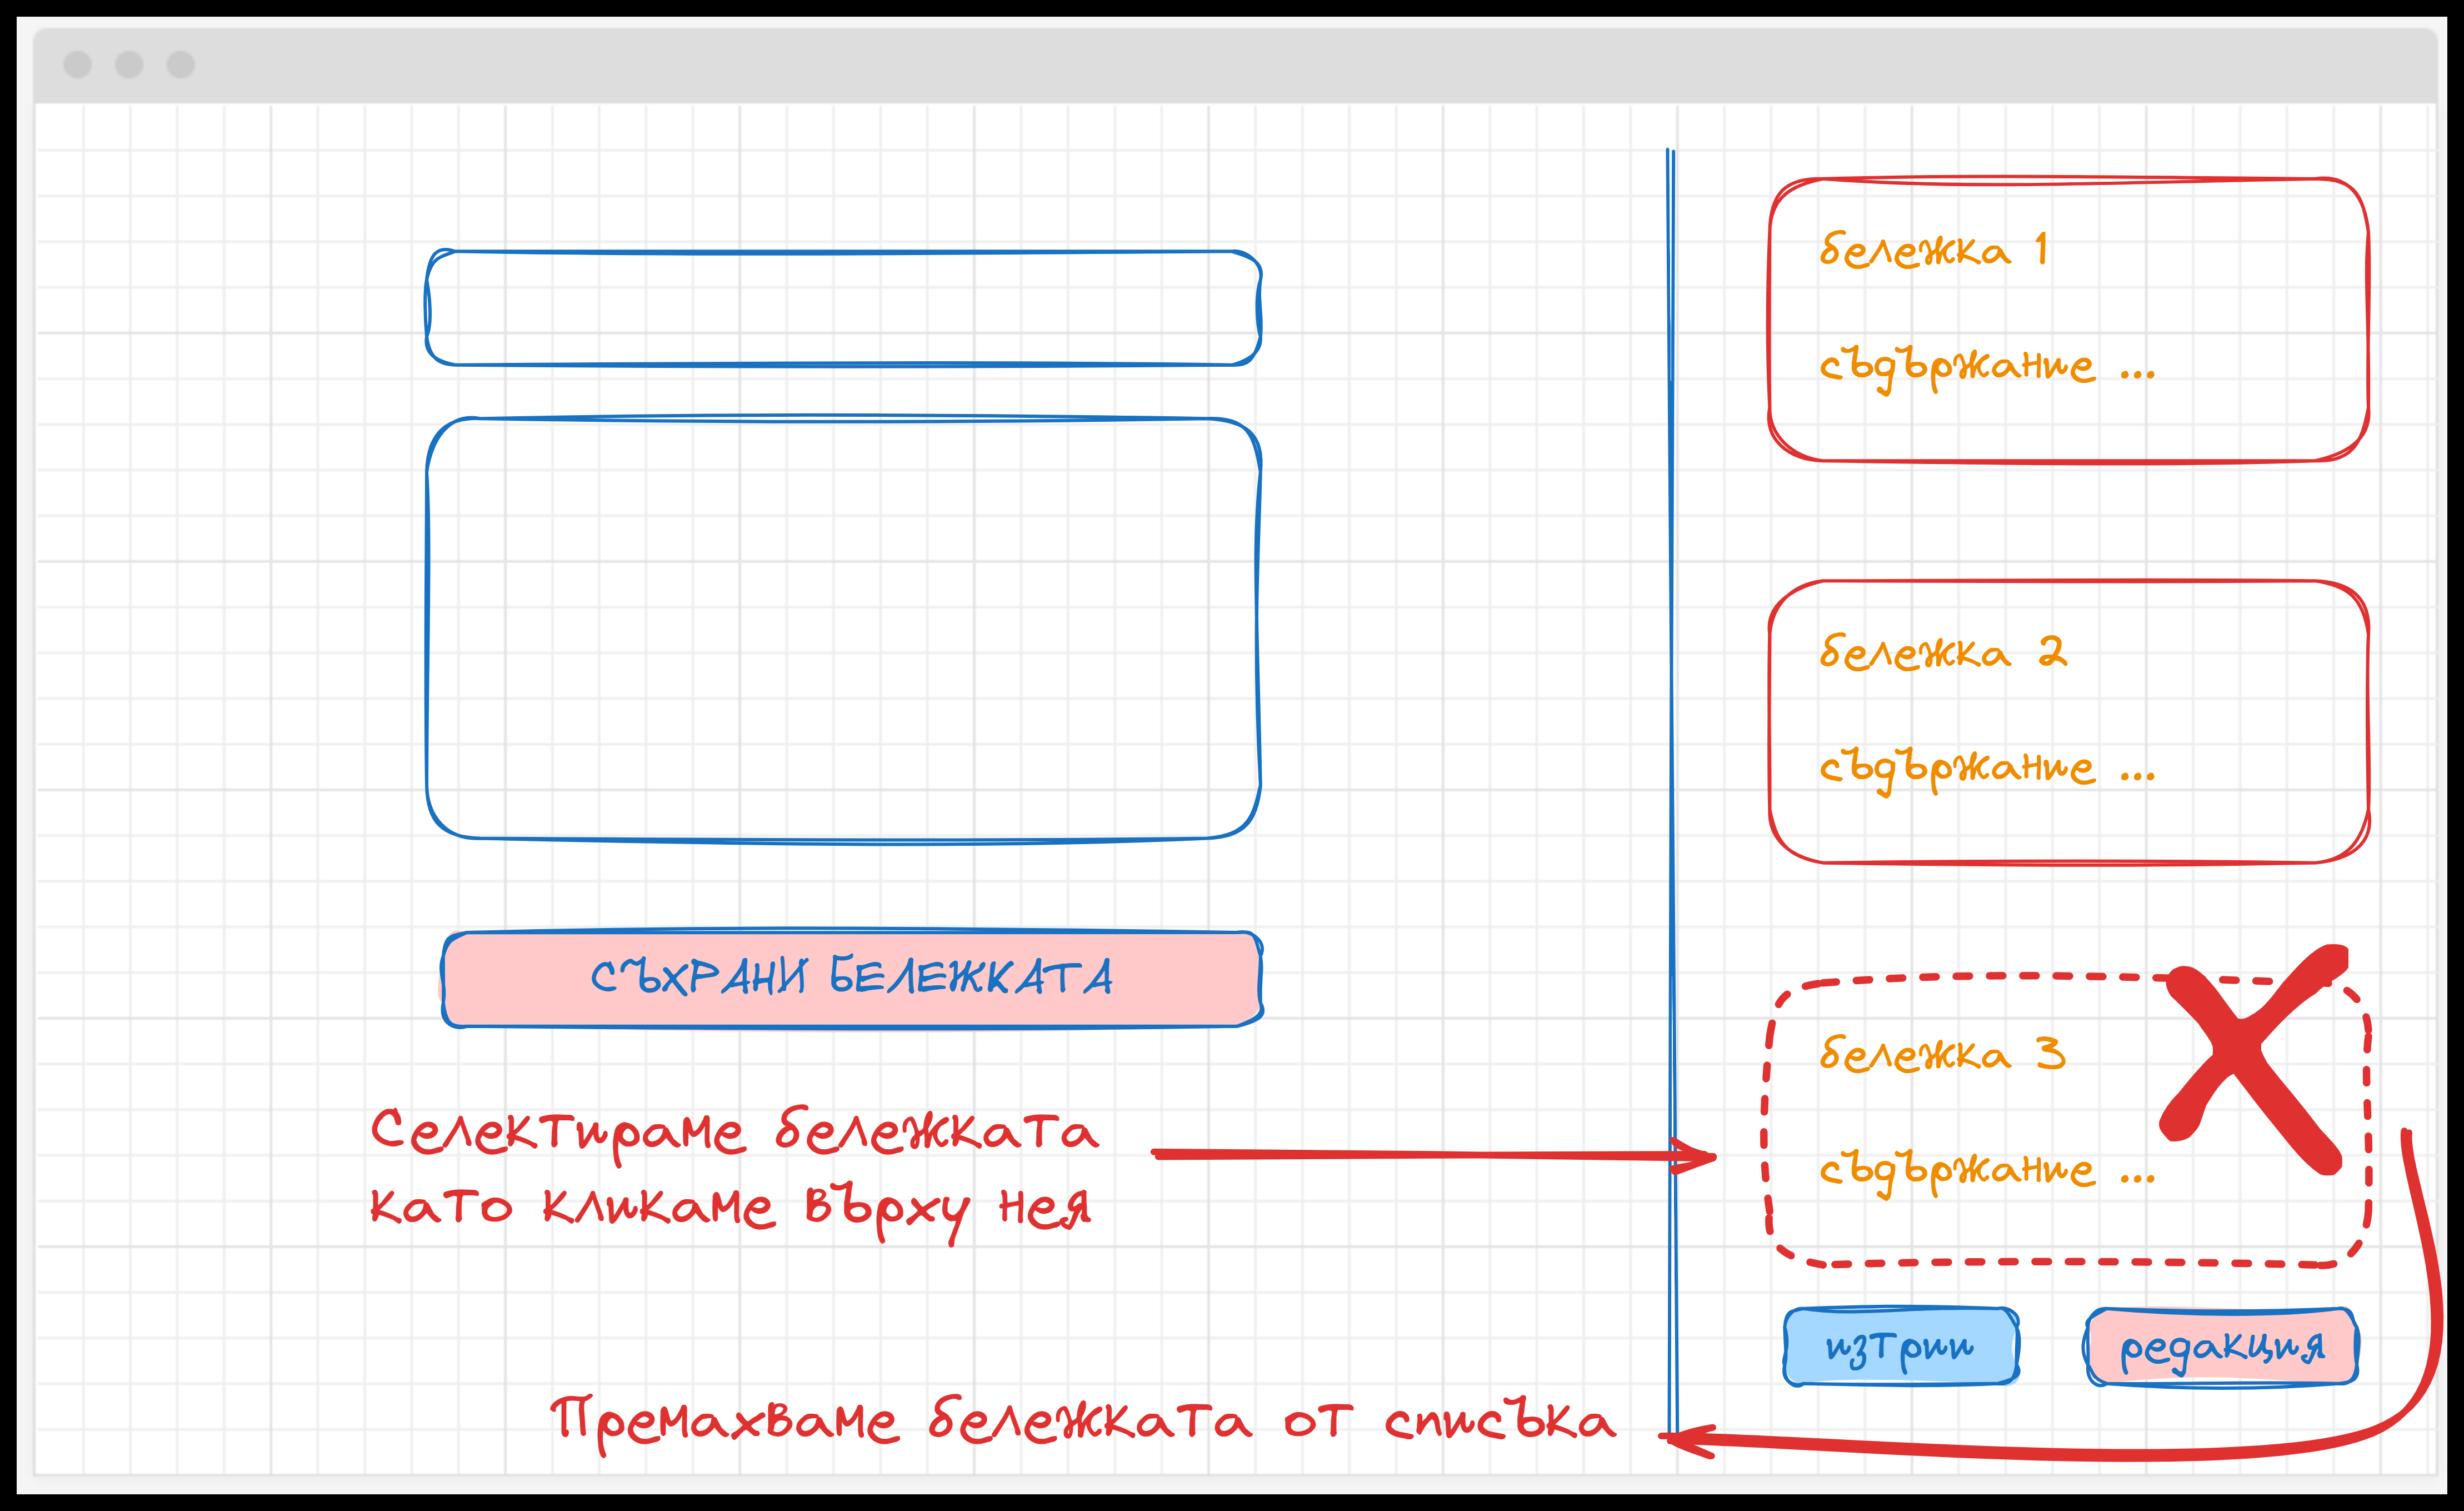 бележка 1
съдържание ...
бележка 2
съдържание ...
СЪХРАНИ БЕЛЕЖКАТА
бележка 3
съдържание ...
Селектираме бележката
като кликаме върху нея
изтрии
редакция
Премахваме бележката от списъка